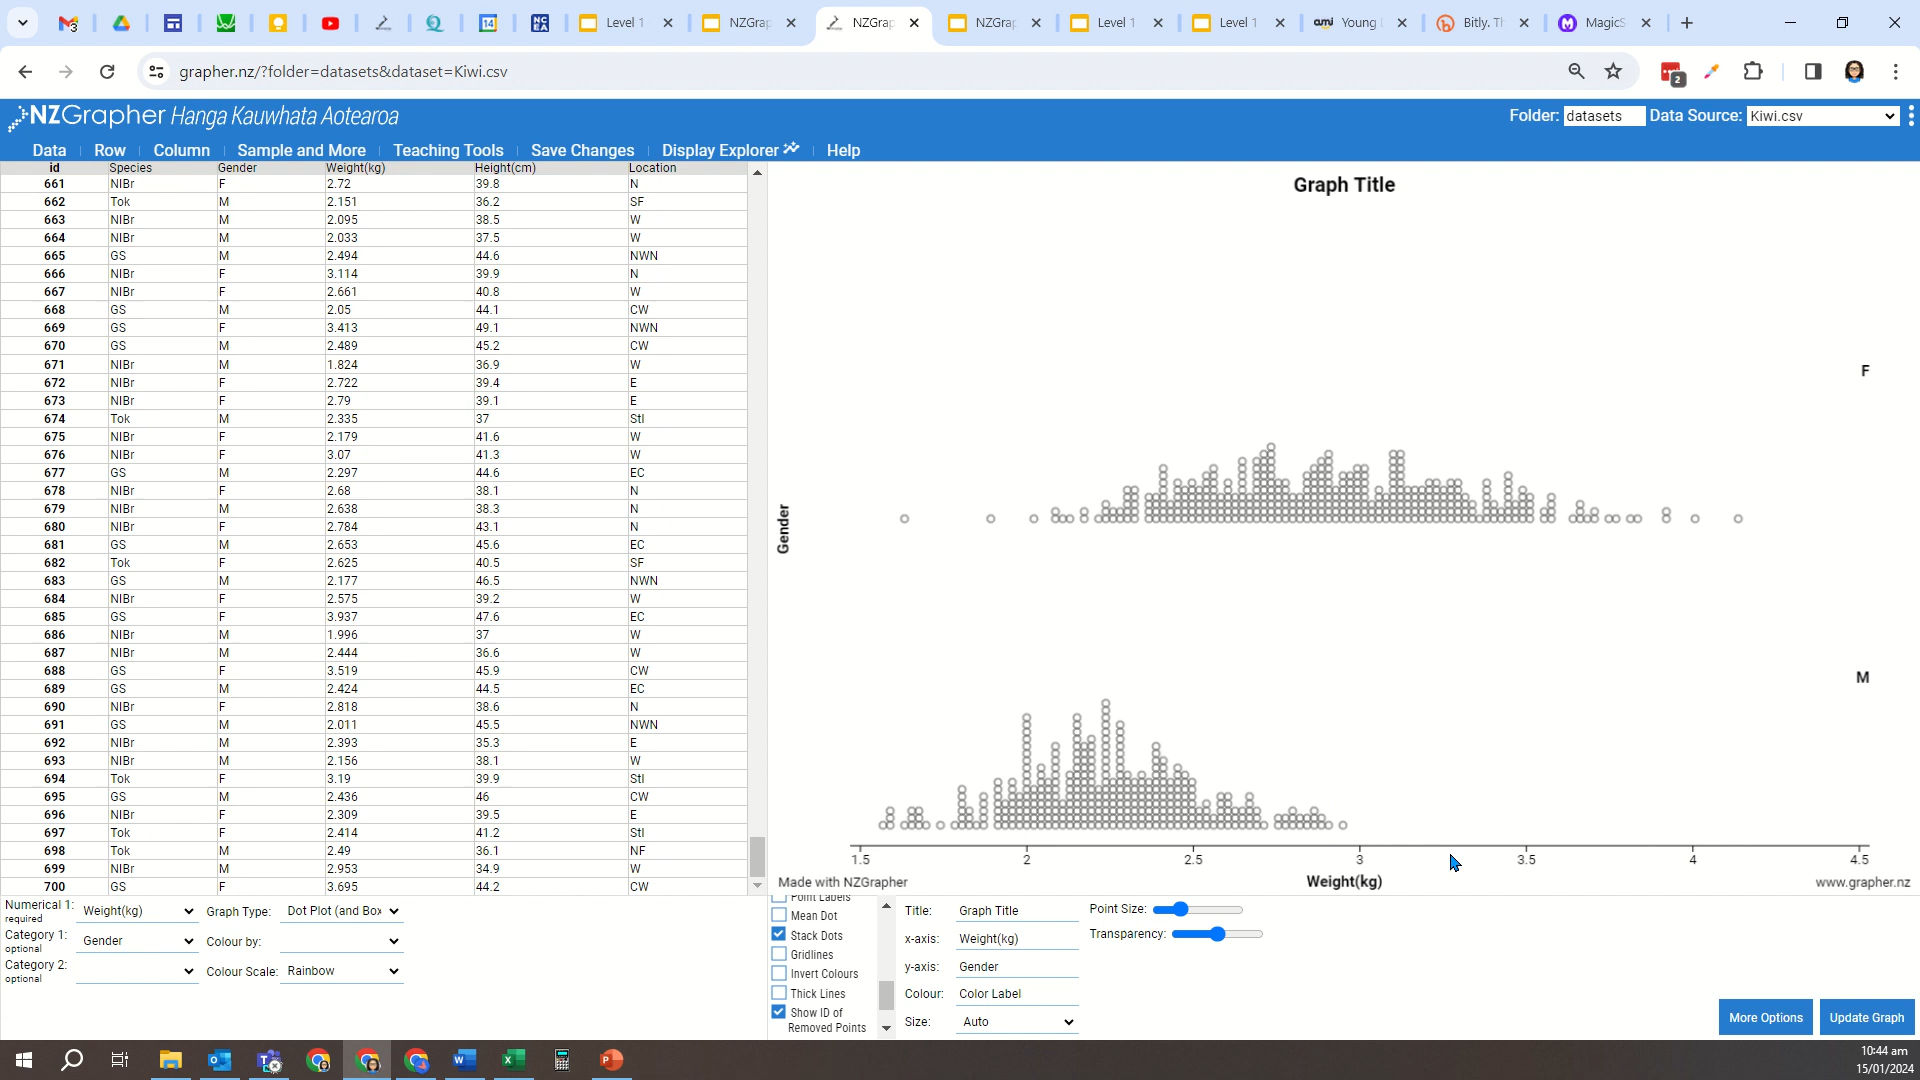 Level 1
NZGrap
NZGrap
NZGrap
Level 1
Level 1
Young
Bitly. Th
MagicS
grapher.nz/?folder=datasets&dataset=Kiwi.csv
2
NZGrapher Hanga Kauwhata Aotearoa
Folder: datasets Data Source: Kiwi.csv
Data Row Column Sample and More Teaching Tools Save Changes Display Explorer Help
id Species Gender Weight(kg) Height(cm) Location
661 NIBr F 2.72 39.8 N
662 Tok M 2.151 36.2 SF
663 NIBr M 2.095 38.5 W
664 NIBr M 2.033 37.5 W
665 GS M 2.494 44.6 NWN
666 NIBr F 3.114 39.9 N
667 NIBr F 2.661 40.8 W
668 GS M 2.05 44.1 CW
669 GS F 3.413 49.1 NWN
670 GS M 2.489 45.2 CW
671 NIBr M 1.824 36.9 W
672 NIBr F 2.722 39.4 E
673 NIBr F 2.79 39.1 E
674 Tok M 2.335 37 StI
675 NIBr F 2.179 41.6 W
676 NIBr F 3.07 41.3 W
677 GS M 2.297 44.6 EC
678 NIBr F 2.68 38.1 N
679 NIBr M 2.638 38.3 N
680 NIBr F 2.784 43.1 N
681 GS M 2.653 45.6 EC
682 Tok F 2.625 40.5 SF
683 GS M 2.177 46.5 NWN
684 NIBr F 2.575 39.2 W
685 GS F 3.937 47.6 EC
686 NIBr M 1.996 37 W
687 NIBr M 2.444 36.6 W
688 GS F 3.519 45.9 CW
689 GS M 2.424 44.5 EC
690 NIBr F 2.818 38.6 N
691 GS M 2.011 45.5 NWN
692 NIBr M 2.393 35.3 E
693 NIBr M 2.156 38.1 W
694 Tok F 3.19 39.9 StI
695 GS M 2.436 46 CW
696 NIBr F 2.309 39.5 E
697 Tok F 2.414 41.2 StI
698 Tok M 2.49 36.1 NF
699 NIBr M 2.953 34.9 W
700 GS F 3.695 44.2 CW
Graph Title
F
Gender
M
1.5 2 2.5 3 3.5 4 4.5
Made with NZGrapher
Weight(kg)
www.grapher.nz
Numerical 1: required Weight(kg) Graph Type: Dot Plot (and Box
Category 1: optional Gender Colour by:
Category 2: optional Colour Scale: Rainbow
Point Labels
Mean Dot
Stack Dots
Gridlines
Invert Colours
Thick Lines
Show ID of
Removed Points
Title: Graph Title
x-axis: Weight(kg)
y-axis: Gender
Colour: Color Label
Size: Auto
Point Size:
Transparency:
More Options Update Graph
10:44 am
15/01/2024